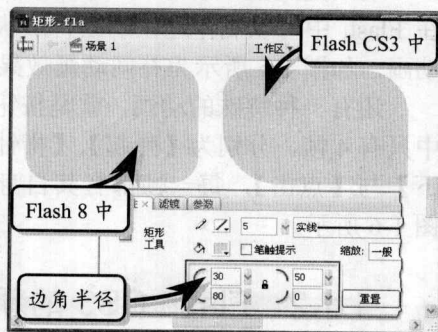 矩形.fla
场景 1
工作区
Flash CS3 中
Flash 8 中
滤镜
参数
矩形
工具
5
实线
笔触提示
缩放: 一般
边角半径
30
50
80
0
重置